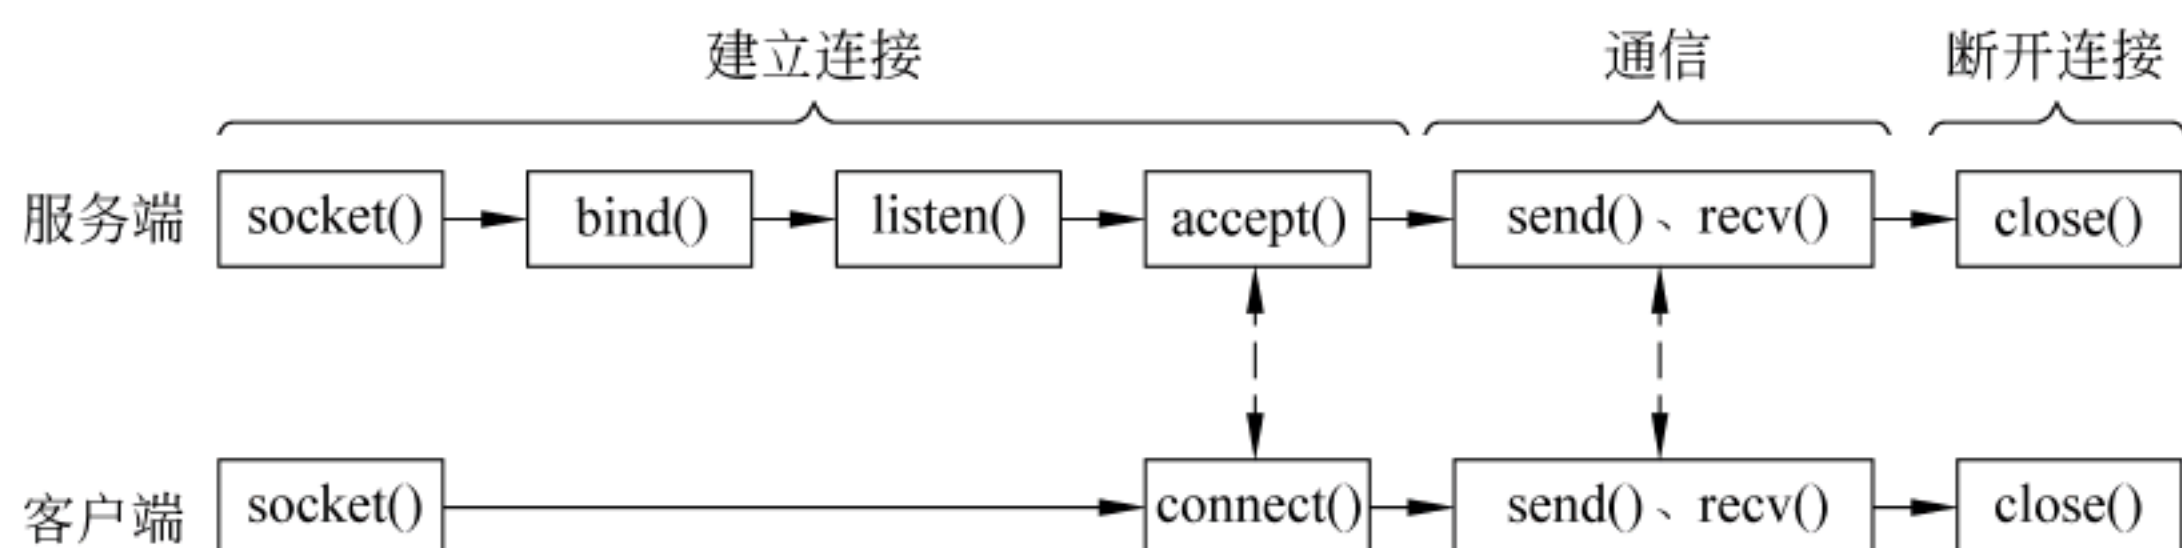 建立连接 通信 断开连接
服务端 socket() bind() listen() accept() send()、recv() close()
客户端 socket() connect() send()、recv() close()